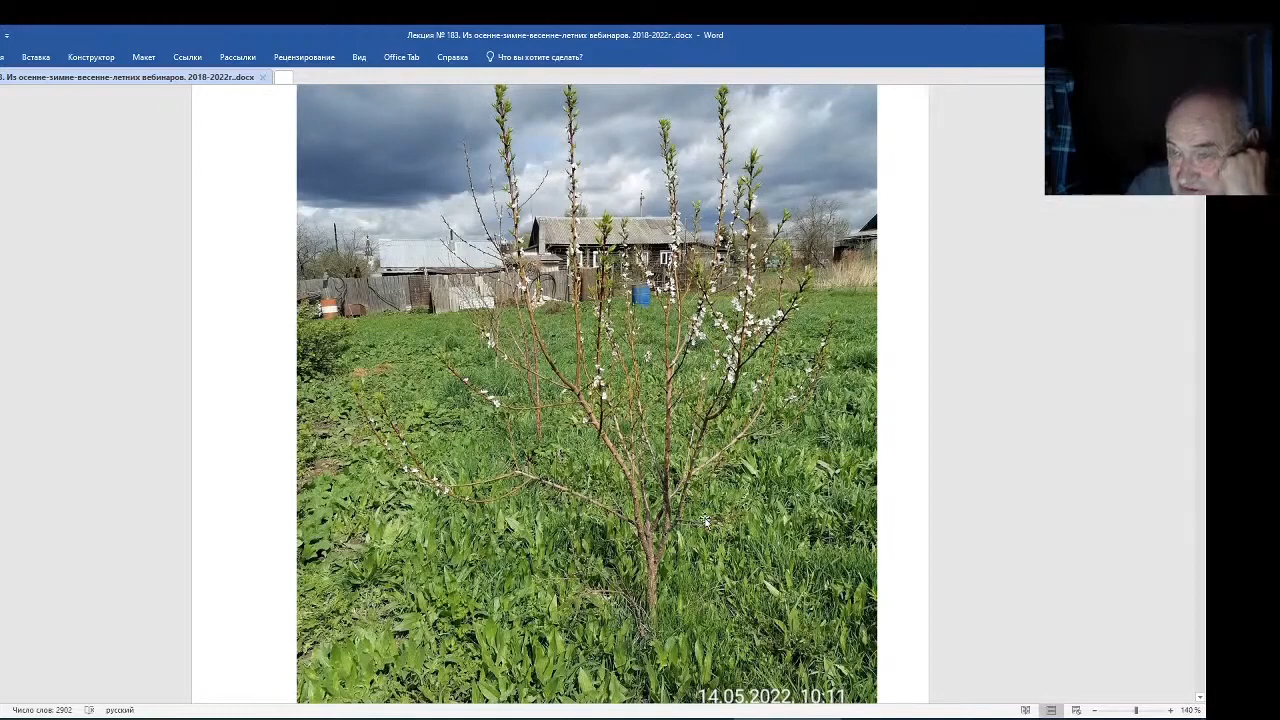 Лекция № 183. Из осенне-зимне-весенне-летних вебинаров. 2018-2022г..docx - Word
я Вставка Конструктор Макет Ссылки Рассылки Рецензирование Вид Office Tab Справка Что вы хотите сделать?
3. Из осенне-зимне-весенне-летних вебинаров. 2018-2022г..docx
14.05.2022, 10:11
Число слов: 2902 русский 140 %